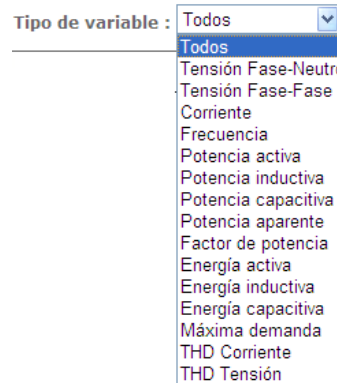 Tipo de variable : Todos
Todos
Tensión Fase-Neutr
Tensión Fase-Fase
Corriente
Frecuencia
Potencia activa
Potencia inductiva
Potencia capacitiva
Potencia aparente
Factor de potencia
Energía activa
Energía inductiva
Energía capacitiva
Máxima demanda
THD Corriente
THD Tensión